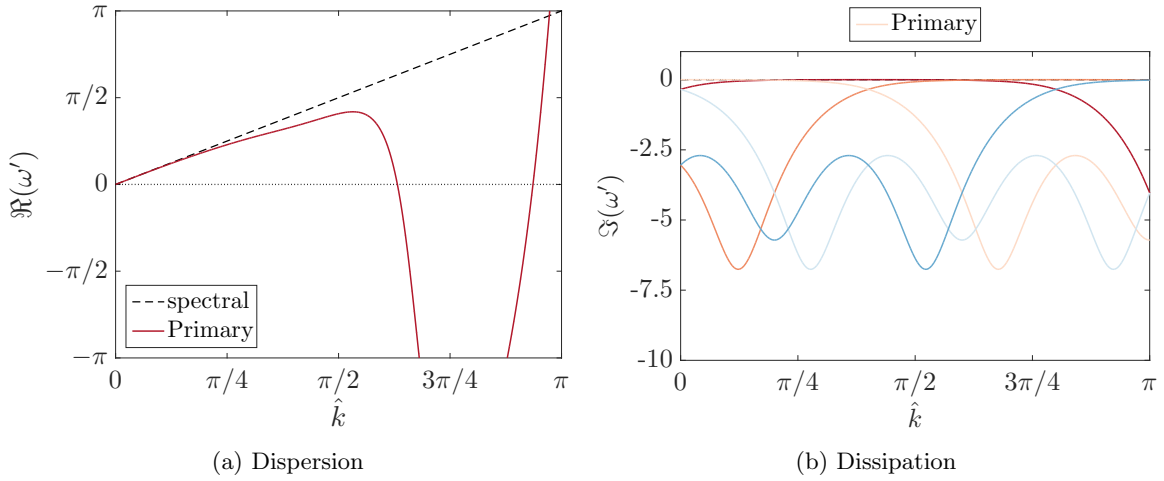 π
π/2
0
−π/2
−π
ℜ(ω′)
spectral
Primary
0
π/4
π/2
3π/4
π
k̂
(a) Dispersion
Primary
0
-2.5
-5
-7.5
-10
ℑ(ω′)
0
π/4
π/2
3π/4
π
k̂
(b) Dissipation